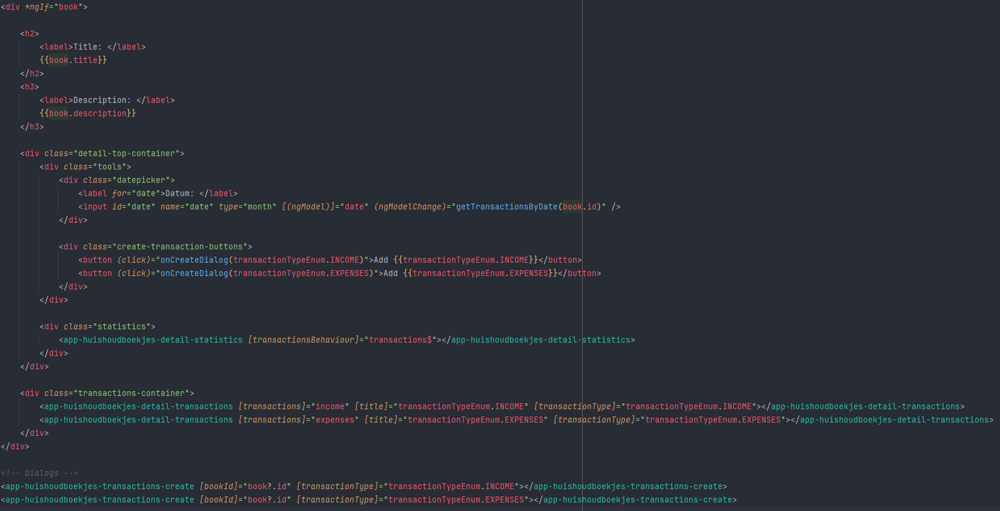 <div *ngIf="book">
<h2>
<label>Title: </label>
{{book.title}}
</h2>
<h3>
<label>Description: </label>
{{book.description}}
</h3>
<div class="detail-top-container">
<div class="tools">
<div class="datepicker">
<label for="date">Datum: </label>
<input id="date" name="date" type="month" [(ngModel)]="date" (ngModelChange)="getTransactionsByDate(book.id)" />
</div>
<div class="create-transaction-buttons">
<button (click)="onCreateDialog(transactionTypeEnum.INCOME)">Add {{transactionTypeEnum.INCOME}}</button>
<button (click)="onCreateDialog(transactionTypeEnum.EXPENSES)">Add {{transactionTypeEnum.EXPENSES}}</button>
</div>
</div>
<div class="statistics">
<app-huishoudboekjes-detail-statistics [transactionsBehaviour]="transactions$"></app-huishoudboekjes-detail-statistics>
</div>
</div>
<div class="transactions-container">
<app-huishoudboekjes-detail-transactions [transactions]="income" [title]="transactionTypeEnum.INCOME" [transactionType]="transactionTypeEnum.INCOME"></app-huishoudboekjes-detail-transactions>
<app-huishoudboekjes-detail-transactions [transactions]="expenses" [title]="transactionTypeEnum.EXPENSES" [transactionType]="transactionTypeEnum.EXPENSES"></app-huishoudboekjes-detail-transactions>
</div>
</div>
<!-- Dialogs -->
<app-huishoudboekjes-transactions-create [bookId]="book?.id" [transactionType]="transactionTypeEnum.INCOME"></app-huishoudboekjes-transactions-create>
<app-huishoudboekjes-transactions-create [bookId]="book?.id" [transactionType]="transactionTypeEnum.EXPENSES"></app-huishoudboekjes-transactions-create>